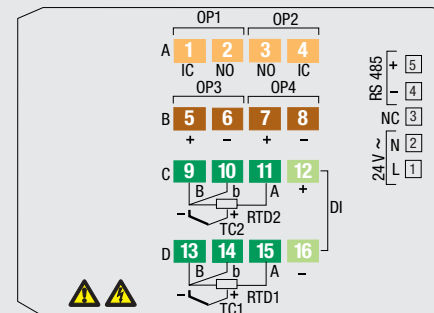 OP1 OP2
A 1 2 3 4
IC NO NO IC
OP3 OP4
B 5 6 7 8
+ − + −
C 9 10 11 12
B b A +
− + RTD2
TC2
DI
D 13 14 15 16
B b A −
− + RTD1
TC1
RS 485 + 5
− 4
NC 3
24 V ~ N 2
L 1